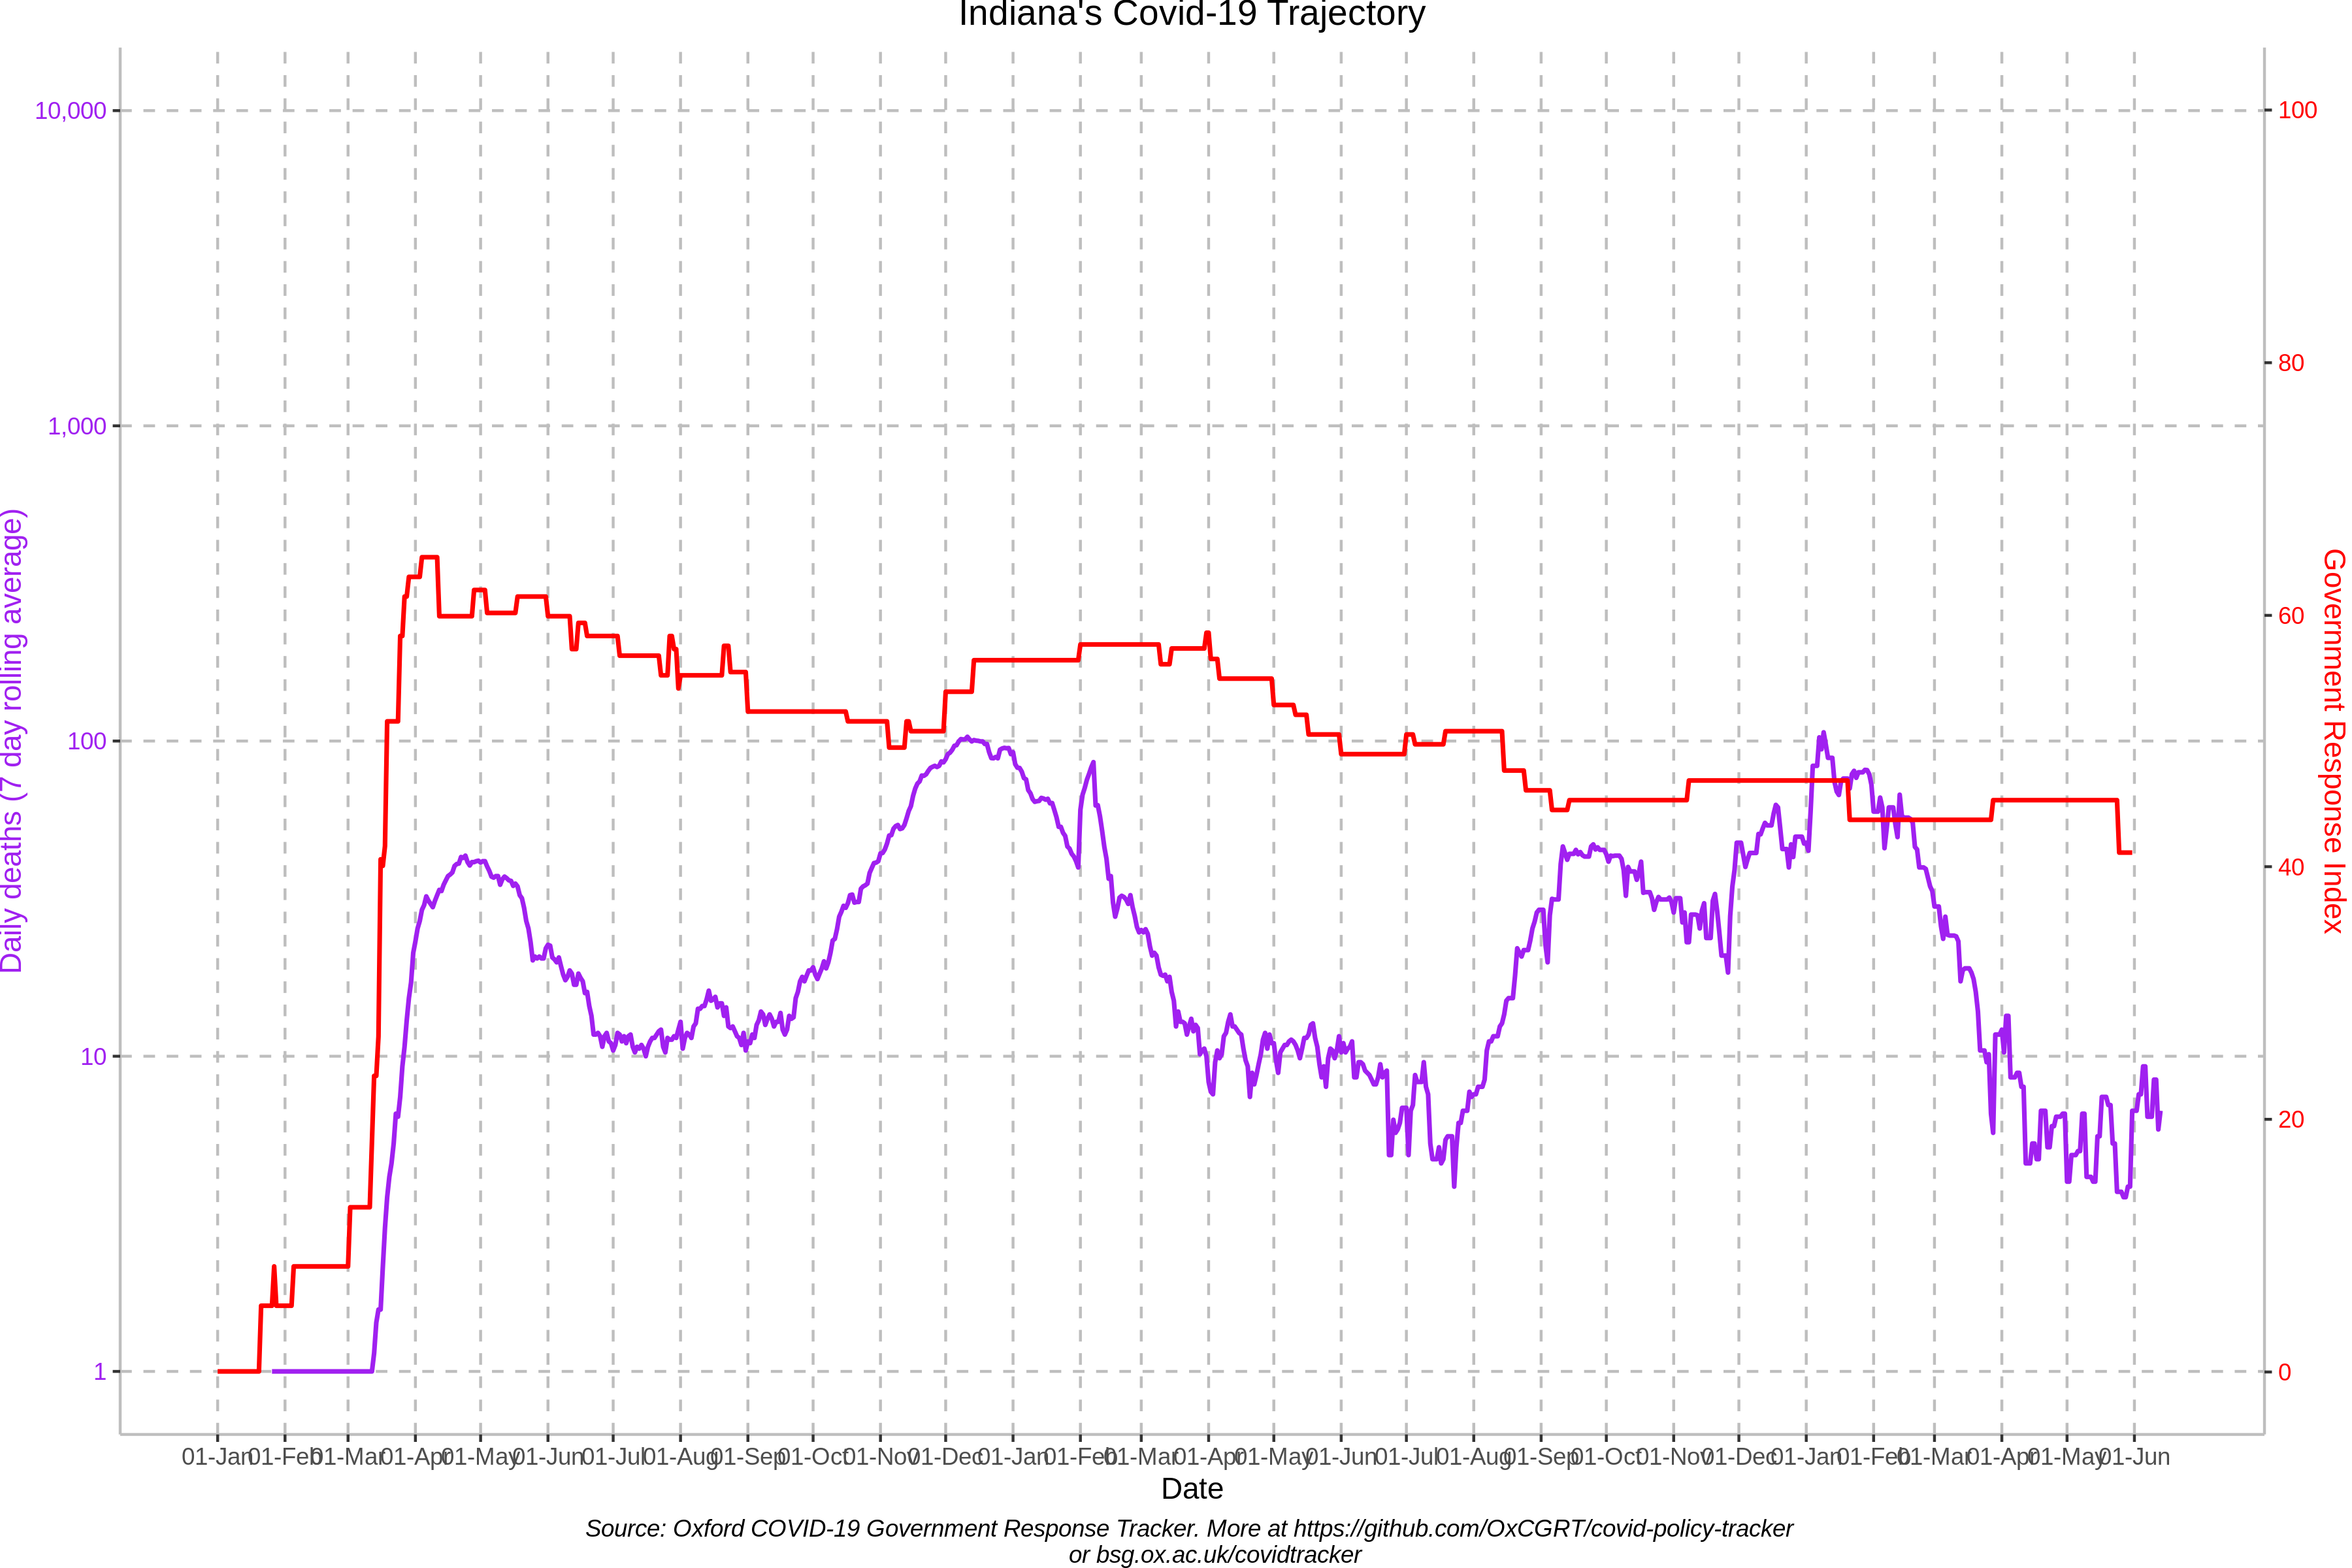 Indiana's Covid-19 Trajectory
10,000
1,000
100
10
1
Daily deaths (7 day rolling average)
100
80
60
40
20
0
Government Response Index
01-Jan 01-Feb 01-Mar 01-Apr 01-May 01-Jun 01-Jul 01-Aug 01-Sep 01-Oct 01-Nov 01-Dec 01-Jan 01-Feb 01-Mar 01-Apr 01-May 01-Jun 01-Jul 01-Aug 01-Sep 01-Oct 01-Nov 01-Dec 01-Jan 01-Feb 01-Mar 01-Apr 01-May 01-Jun
Date
Source: Oxford COVID-19 Government Response Tracker. More at https://github.com/OxCGRT/covid-policy-tracker
or bsg.ox.ac.uk/covidtracker